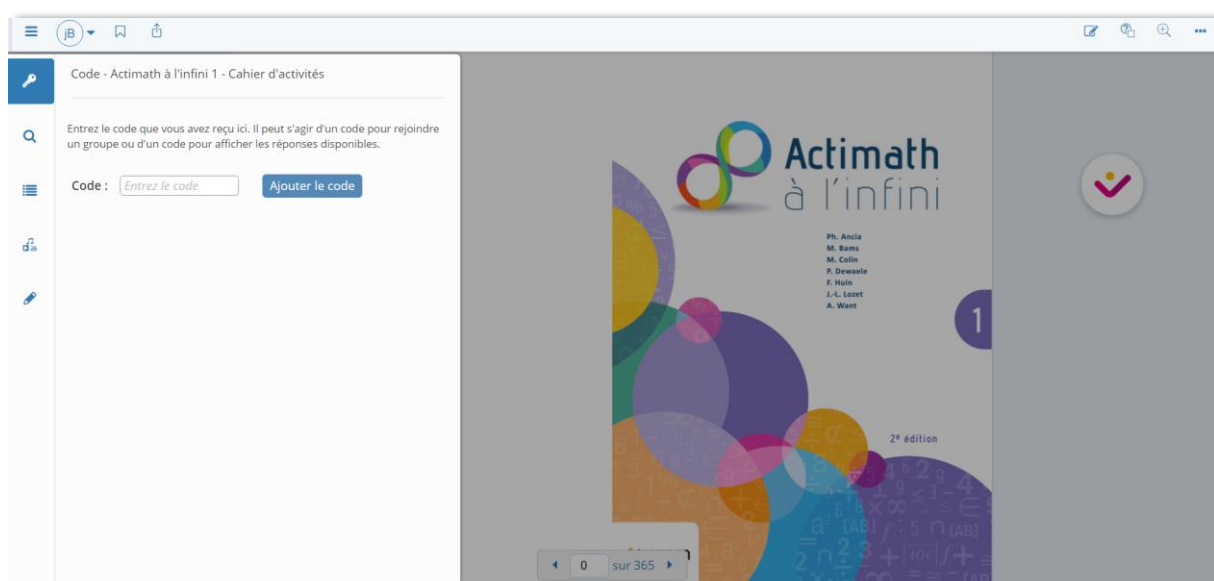 jB
Code - Actimath à l'infini 1 - Cahier d'activités
Entrez le code que vous avez reçu ici. Il peut s'agir d'un code pour rejoindre
un groupe ou d'un code pour afficher les réponses disponibles.
Code : Entrez le code Ajouter le code
Actimath
à l'infini
Ph. Ancia
M. Bams
M. Colin
P. Dewaele
F. Huin
J.-L. Lozet
A. Want
1
2e édition
0 sur 365